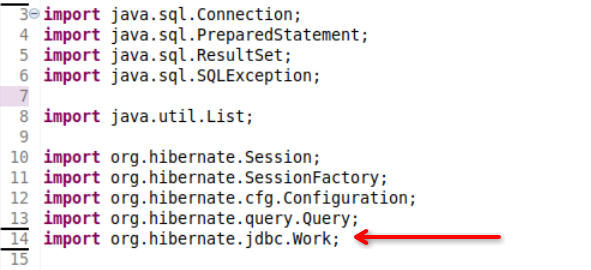 3 import java.sql.Connection;
4 import java.sql.PreparedStatement;
5 import java.sql.ResultSet;
6 import java.sql.SQLException;
7
8 import java.util.List;
9
10 import org.hibernate.Session;
11 import org.hibernate.SessionFactory;
12 import org.hibernate.cfg.Configuration;
13 import org.hibernate.query.Query;
14 import org.hibernate.jdbc.Work;
15